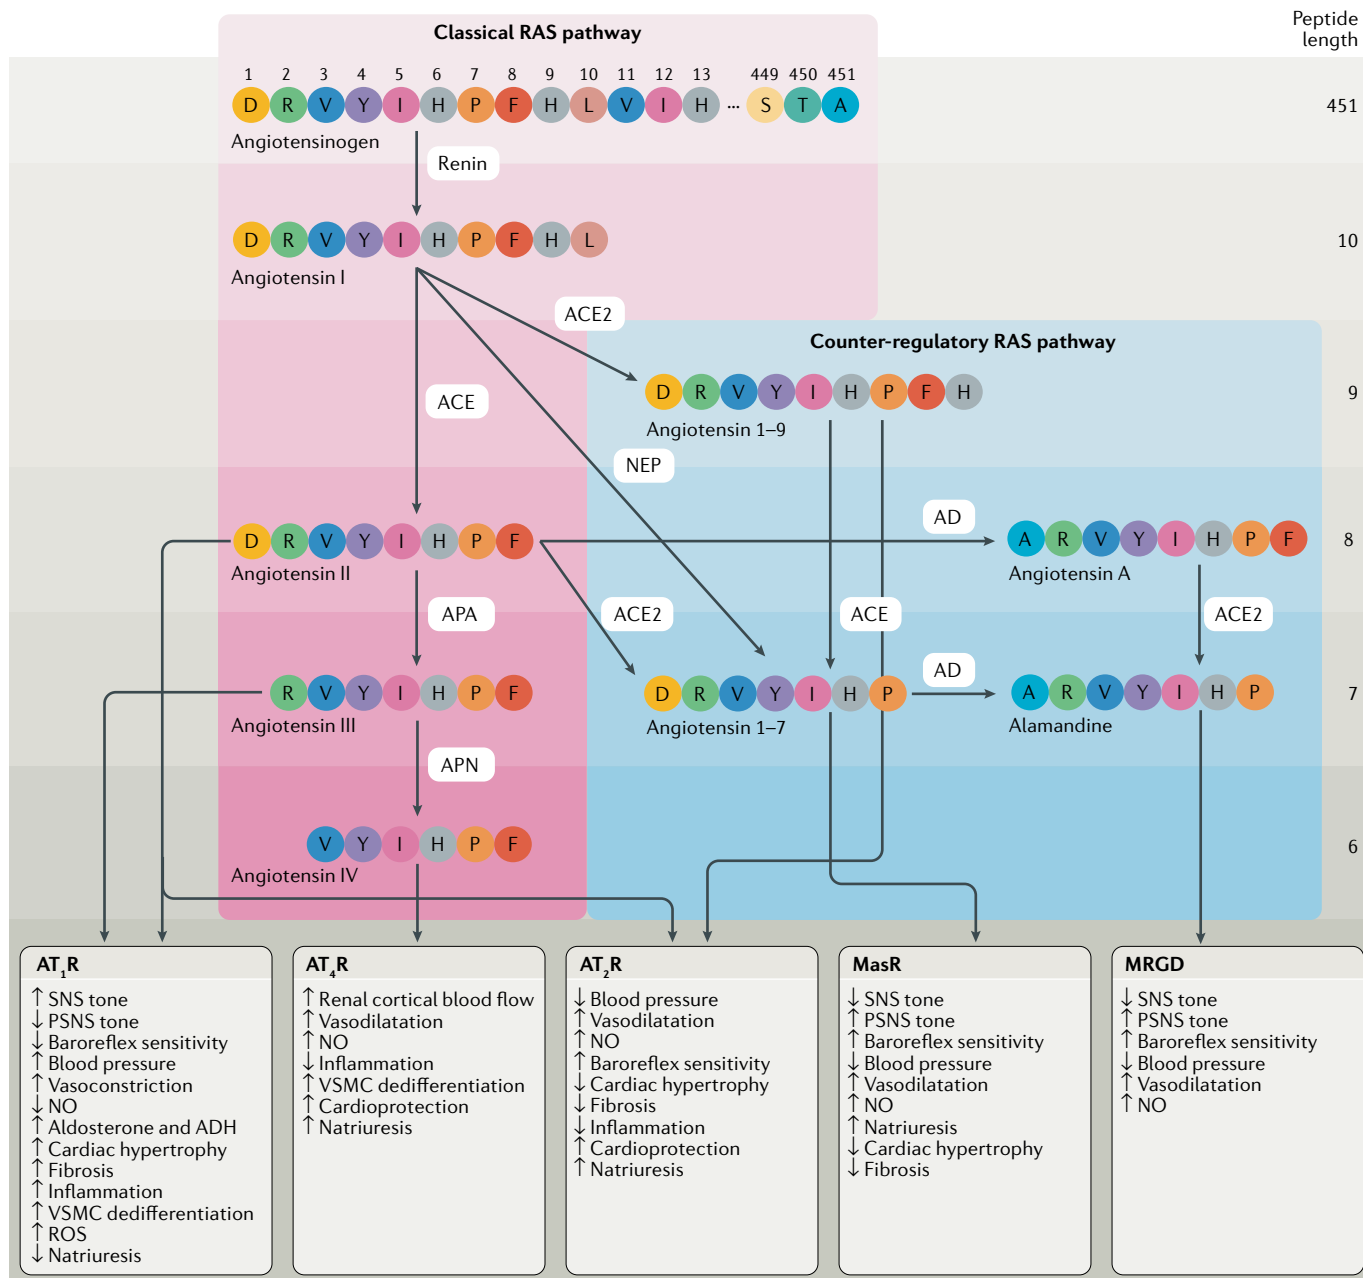 Classical RAS pathway
Peptide
length
1 2 3 4 5 6 7 8 9 10 11 12 13 449 450 451
D R V Y I H P F H L V I H ... S T A
451
Angiotensinogen
Renin
D R V Y I H P F H L
10
Angiotensin I
ACE2
Counter-regulatory RAS pathway
D R V Y I H P F H
9
ACE
Angiotensin 1–9
NEP
AD
D R V Y I H P F
A R V Y I H P F
8
Angiotensin II
Angiotensin A
APA
ACE2
ACE
ACE2
AD
R V Y I H P F
D R V Y I H P
A R V Y I H P
7
Angiotensin III
Angiotensin 1–7
Alamandine
APN
V Y I H P F
6
Angiotensin IV
AT1R
↑ SNS tone
↓ PSNS tone
↓ Baroreflex sensitivity
↑ Blood pressure
↑ Vasoconstriction
↓ NO
↑ Aldosterone and ADH
↑ Cardiac hypertrophy
↑ Fibrosis
↑ Inflammation
↑ VSMC dedifferentiation
↑ ROS
↓ Natriuresis
AT4R
↑ Renal cortical blood flow
↑ Vasodilatation
↑ NO
↓ Inflammation
↑ VSMC dedifferentiation
↑ Cardioprotection
↑ Natriuresis
AT2R
↓ Blood pressure
↑ Vasodilatation
↑ NO
↑ Baroreflex sensitivity
↓ Cardiac hypertrophy
↓ Fibrosis
↓ Inflammation
↑ Cardioprotection
↑ Natriuresis
MasR
↓ SNS tone
↑ PSNS tone
↑ Baroreflex sensitivity
↓ Blood pressure
↑ Vasodilatation
↑ NO
↑ Natriuresis
↓ Cardiac hypertrophy
↓ Fibrosis
MRGD
↓ SNS tone
↑ PSNS tone
↑ Baroreflex sensitivity
↓ Blood pressure
↑ Vasodilatation
↑ NO